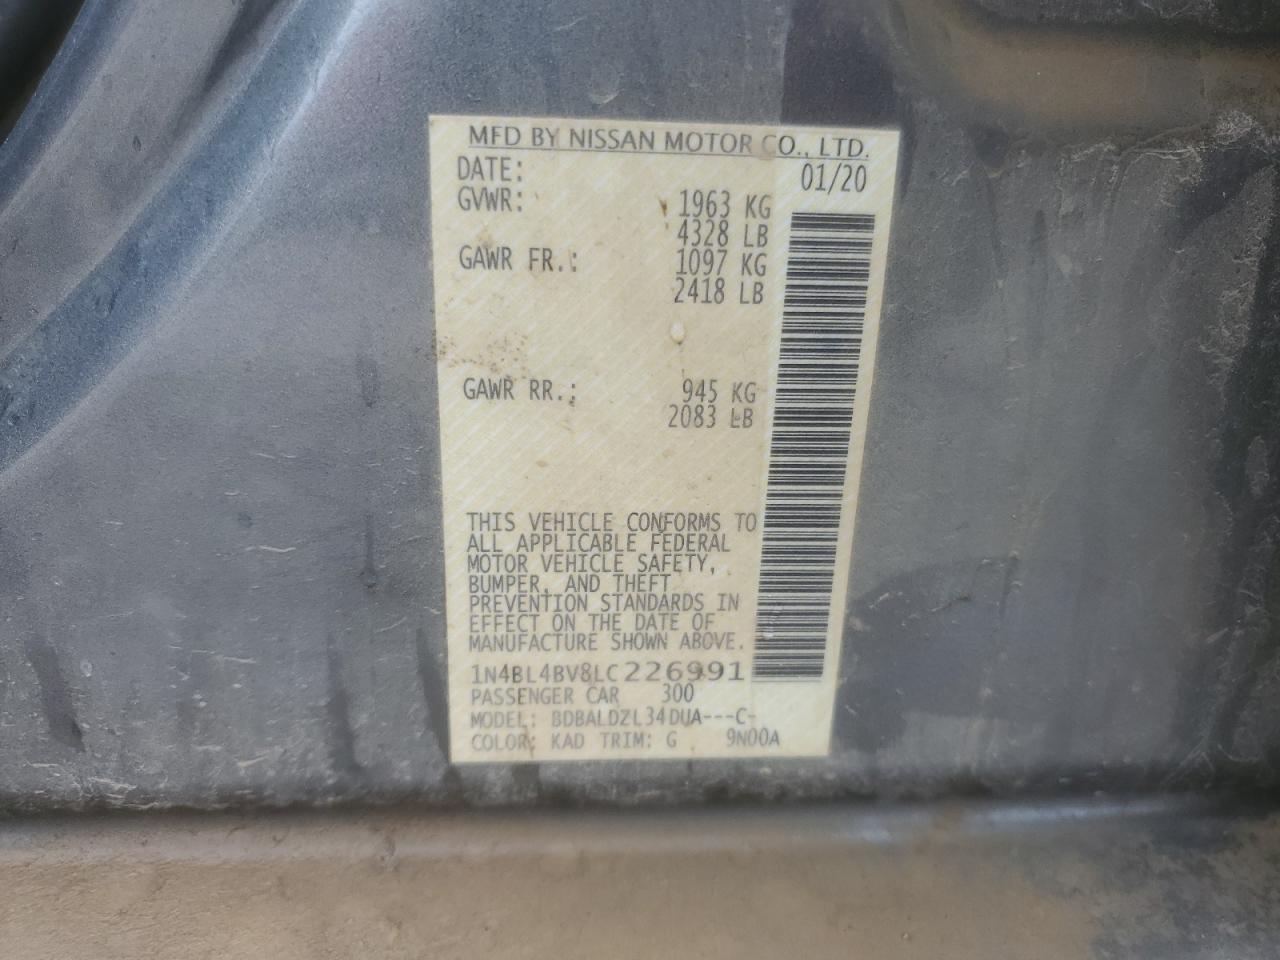 MFD BY NISSAN MOTOR CO., LTD.
DATE: 01/20
GVWR: 1963 KG
4328 LB
GAWR FR.: 1097 KG
2418 LB
GAWR RR.: 945 KG
2083 LB
THIS VEHICLE CONFORMS TO
ALL APPLICABLE FEDERAL
MOTOR VEHICLE SAFETY,
BUMPER, AND THEFT
PREVENTION STANDARDS IN
EFFECT ON THE DATE OF
MANUFACTURE SHOWN ABOVE.
1N4BL4BV8LC226991
PASSENGER CAR 300
MODEL: BDBALDZL34DUA---C-
COLOR: KAD TRIM: G 9N00A